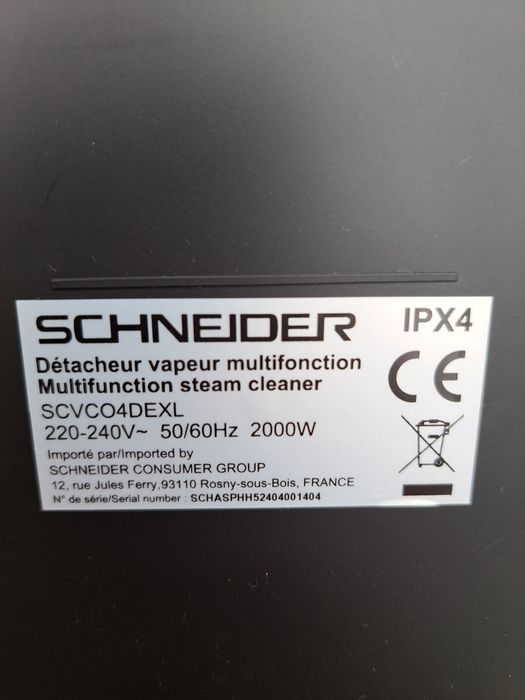 SCHNEIDER
IPX4
Détacheur vapeur multifonction
Multifunction steam cleaner
CE
SCVCO4DEXL
220-240V~ 50/60Hz 2000W
Importé par/Imported by
SCHNEIDER CONSUMER GROUP
12, rue Jules Ferry,93110 Rosny-sous-Bois, FRANCE
N° de série/Serial number : SCHASPHH52404001404